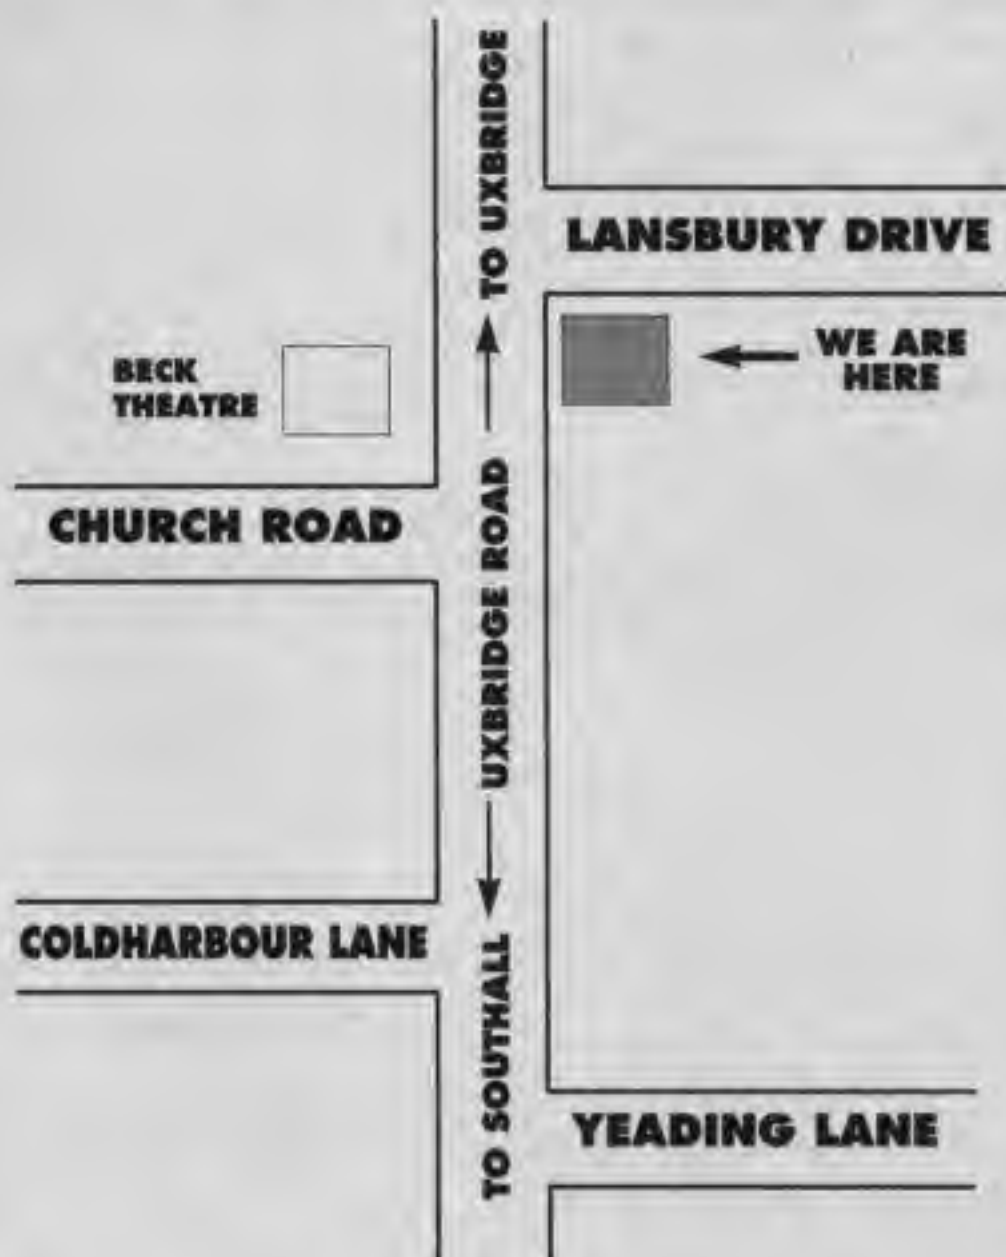 TO UXBRIDGE
LANSBURY DRIVE
WE ARE
HERE
BECK
THEATRE
CHURCH ROAD
UXBRIDGE ROAD
COLDHARBOUR LANE
TO SOUTHALL
YEADING LANE